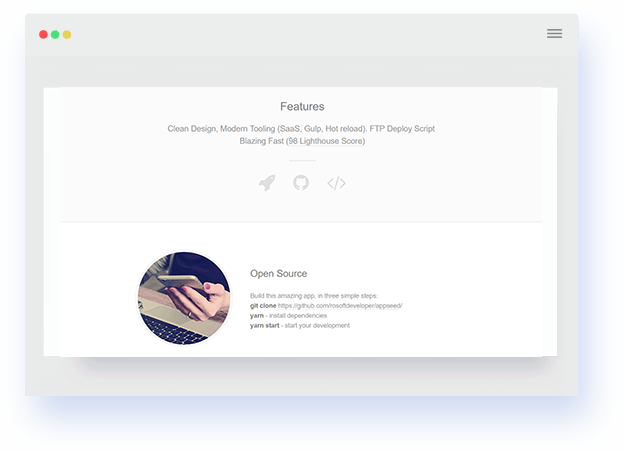 Features
Clean Design, Modern Tooling (SaaS, Gulp, Hot reload). FTP Deploy Script
Blazing Fast (98 Lighthouse Score)
Open Source
Build this amazing app, in three simple steps:
git clone https://github.com/rosoftdeveloper/appseed/
yarn - install dependencies
yarn start - start your development